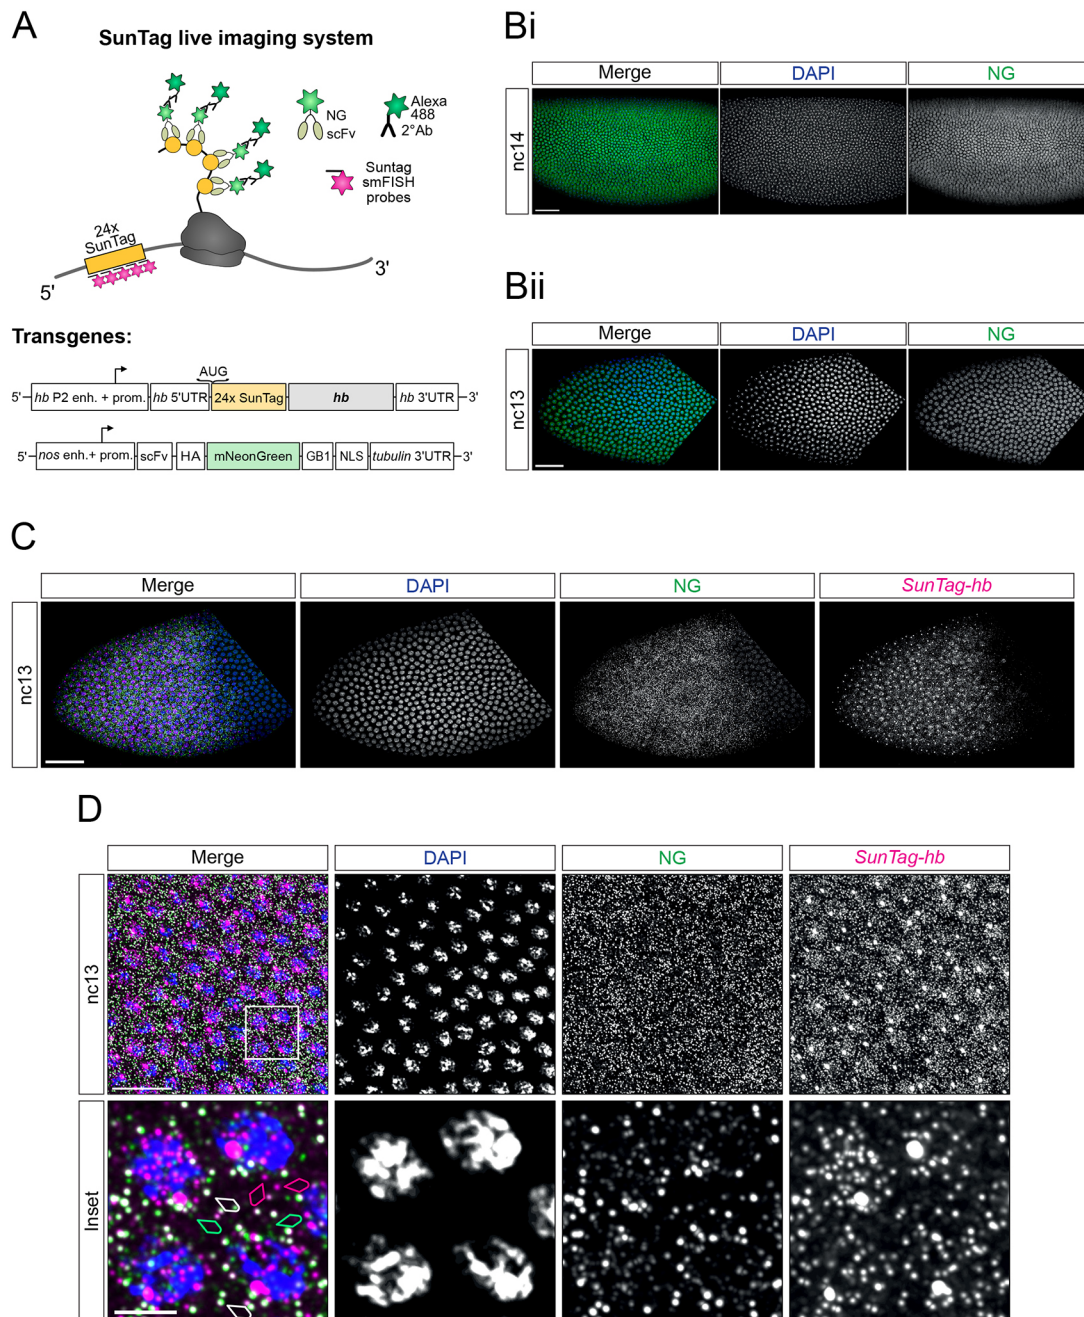 A
SunTag live imaging system
NG
scFv
Alexa
488
2°Ab
Suntag
smFISH
probes
24x
SunTag
5'
3'
Transgenes:
AUG
5'
hb P2 enh. + prom.
hb 5'UTR
24x SunTag
hb
hb 3'UTR
3'
5'
nos enh.+ prom.
scFv
HA
mNeonGreen
GB1
NLS
tubulin 3'UTR
3'
Bi
Merge
DAPI
NG
nc14
Bii
Merge
DAPI
NG
nc13
C
Merge
DAPI
NG
SunTag-hb
nc13
D
Merge
DAPI
NG
SunTag-hb
nc13
Inset